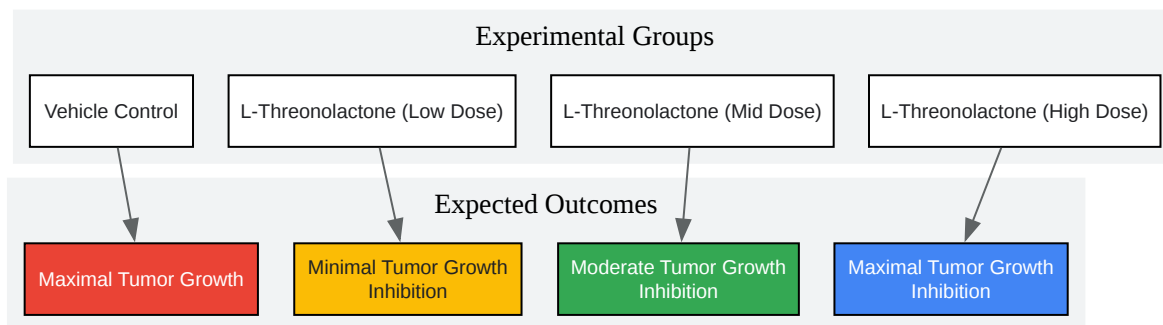 Experimental Groups
Vehicle Control
L-Threonolactone (Low Dose)
L-Threonolactone (Mid Dose)
L-Threonolactone (High Dose)
Expected Outcomes
Maximal Tumor Growth
Minimal Tumor Growth
Inhibition
Moderate Tumor Growth
Inhibition
Maximal Tumor Growth
Inhibition